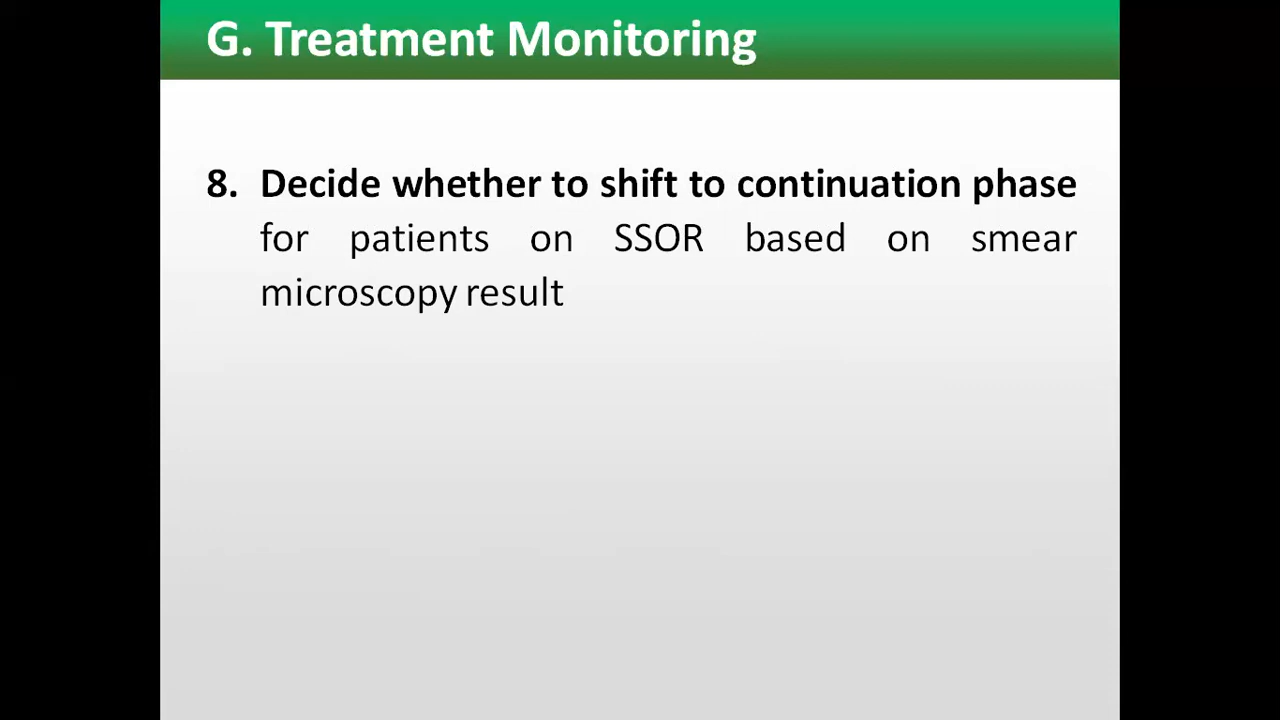 G. Treatment Monitoring
8. Decide whether to shift to continuation phase
for patients on SSOR based on smear
microscopy result